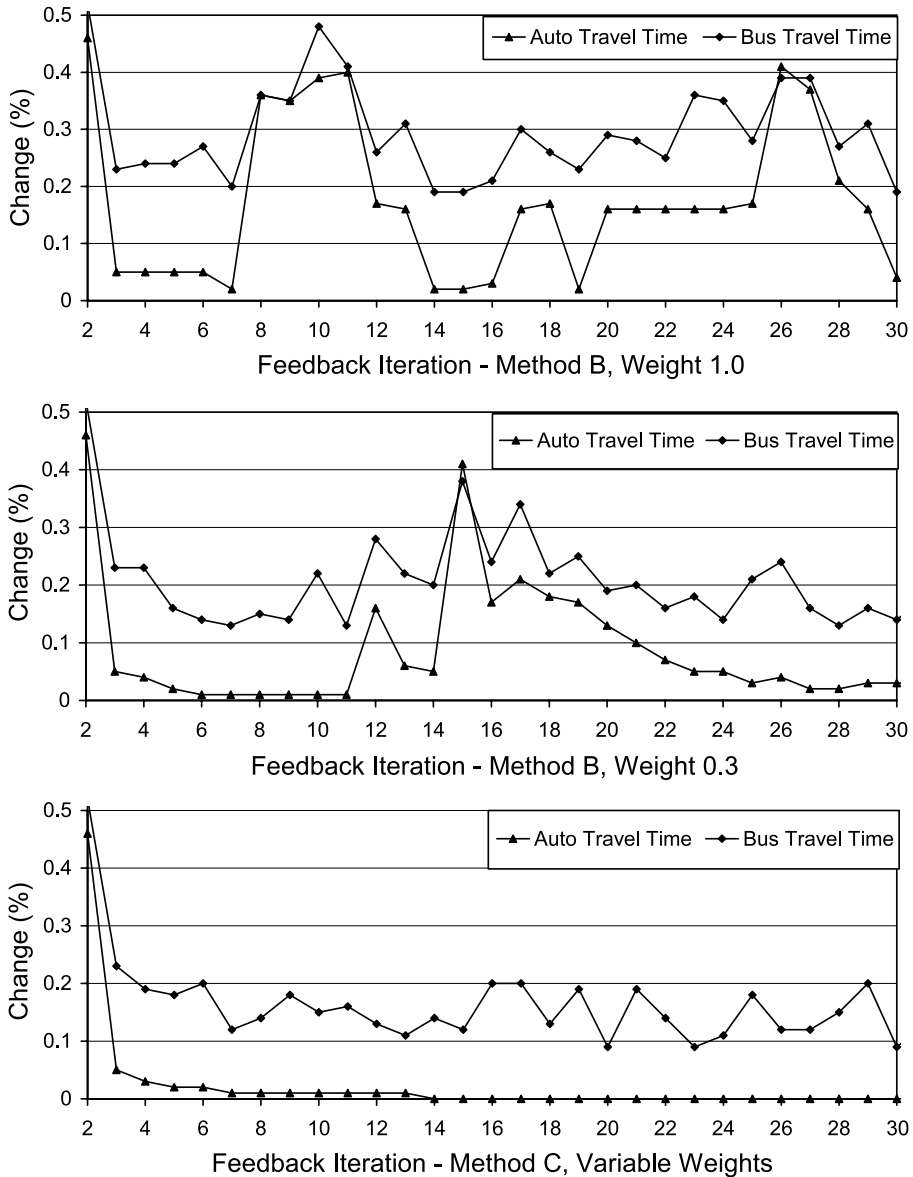 0.5
Auto Travel Time Bus Travel Time
0.4
0.3
0.2
0.1
0
Change (%)
2 4 6 8 10 12 14 16 18 20 22 24 26 28 30
Feedback Iteration - Method B, Weight 1.0
0.5
Auto Travel Time Bus Travel Time
0.4
0.3
0.2
0.1
0
Change (%)
2 4 6 8 10 12 14 16 18 20 22 24 26 28 30
Feedback Iteration - Method B, Weight 0.3
0.5
Auto Travel Time Bus Travel Time
0.4
0.3
0.2
0.1
0
Change (%)
2 4 6 8 10 12 14 16 18 20 22 24 26 28 30
Feedback Iteration - Method C, Variable Weights